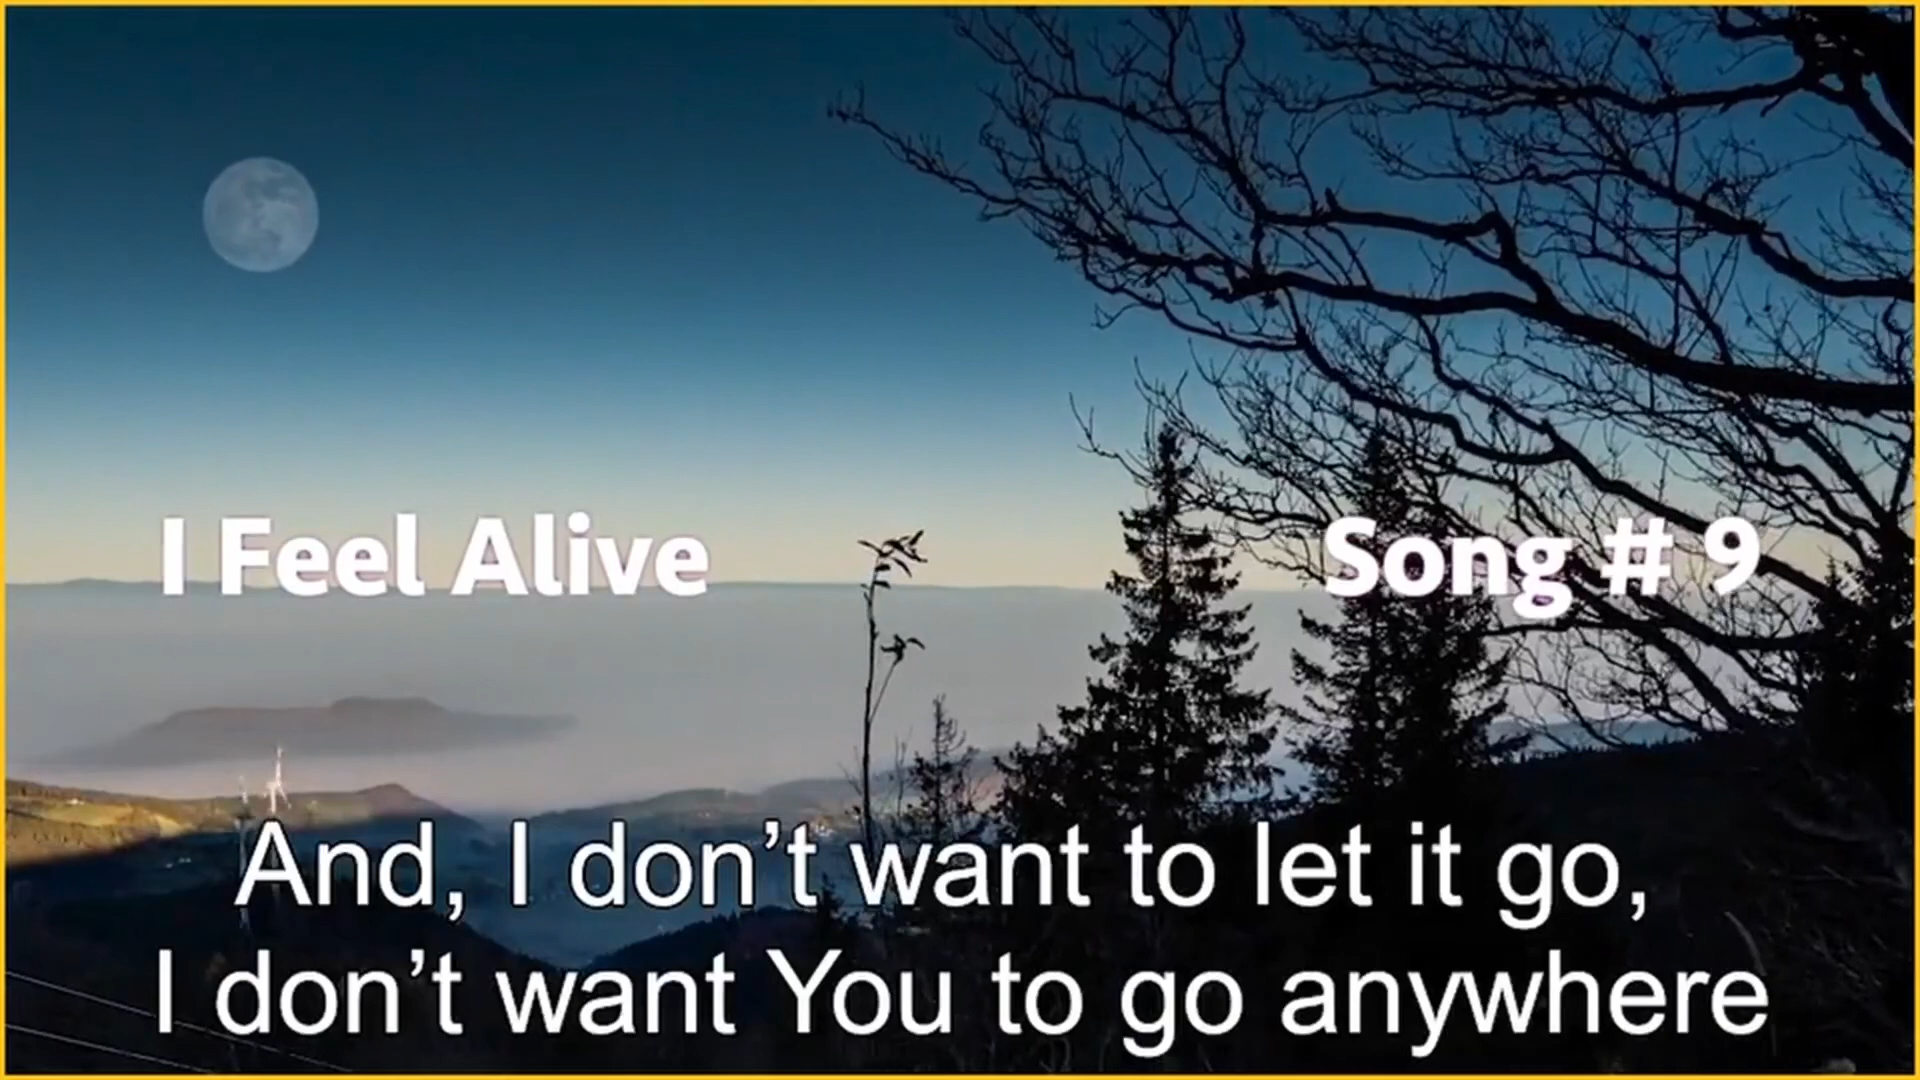 I Feel Alive
Song # 9
And, I don’t want to let it go,
I don’t want You to go anywhere